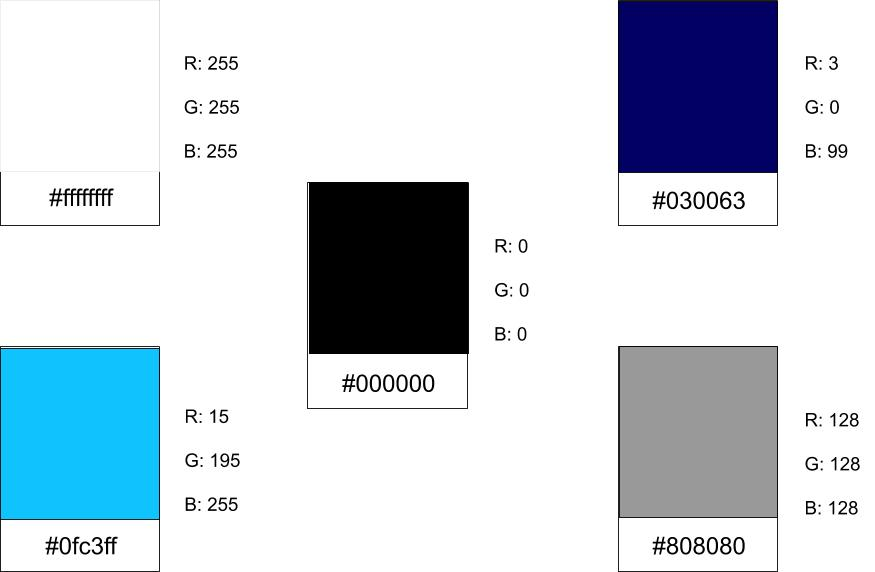 R: 255
G: 255
B: 255
#ffffffff
R: 3
G: 0
B: 99
#030063
R: 0
G: 0
B: 0
#000000
R: 15
G: 195
B: 255
#0fc3ff
R: 128
G: 128
B: 128
#808080